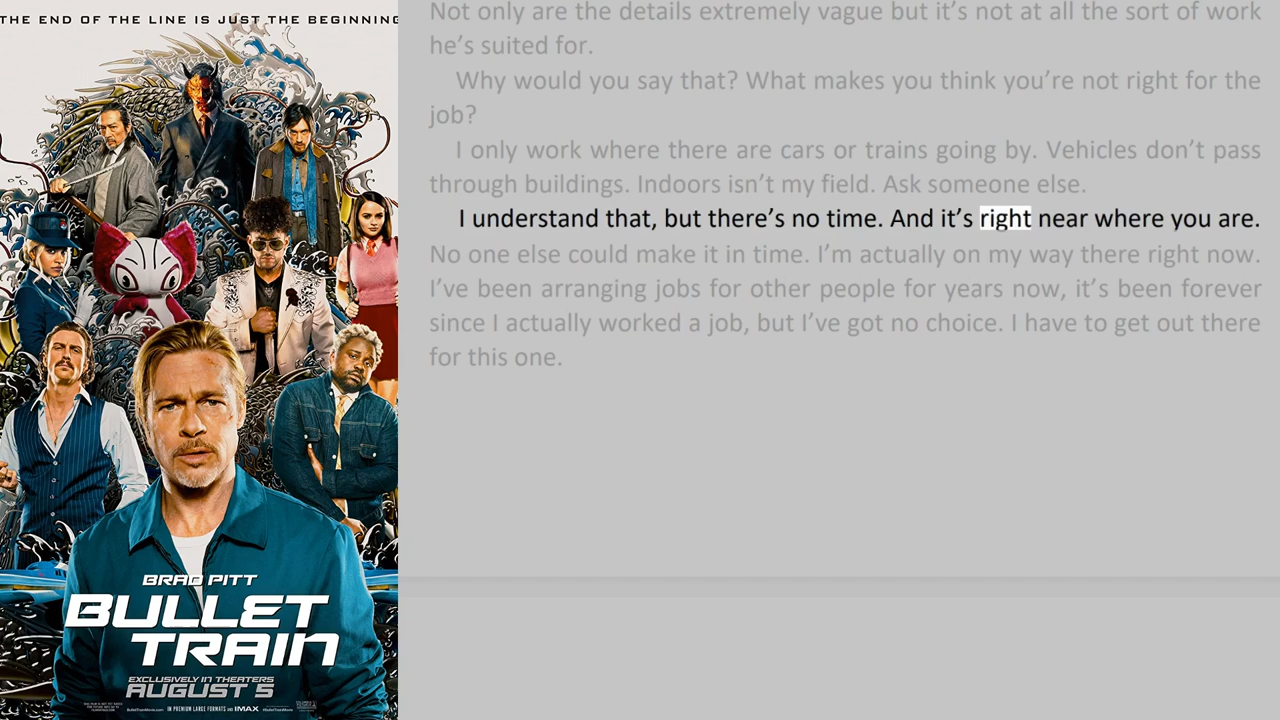 THE END OF THE LINE IS JUST THE BEGINNING
BRAD PITT
BULLET
TRAIN
EXCLUSIVELY IN THEATERS
AUGUST 5
BulletTrainMovie.com
IN PREMIUM LARGE FORMATS AND IMAX
#BulletTrainMovie
Not only are the details extremely vague but it’s not at all the sort of work
he’s suited for.
Why would you say that? What makes you think you’re not right for the
job?
I only work where there are cars or trains going by. Vehicles don’t pass
through buildings. Indoors isn’t my field. Ask someone else.
I understand that, but there’s no time. And it’s right near where you are.
No one else could make it in time. I’m actually on my way there right now.
I’ve been arranging jobs for other people for years now, it’s been forever
since I actually worked a job, but I’ve got no choice. I have to get out there
for this one.